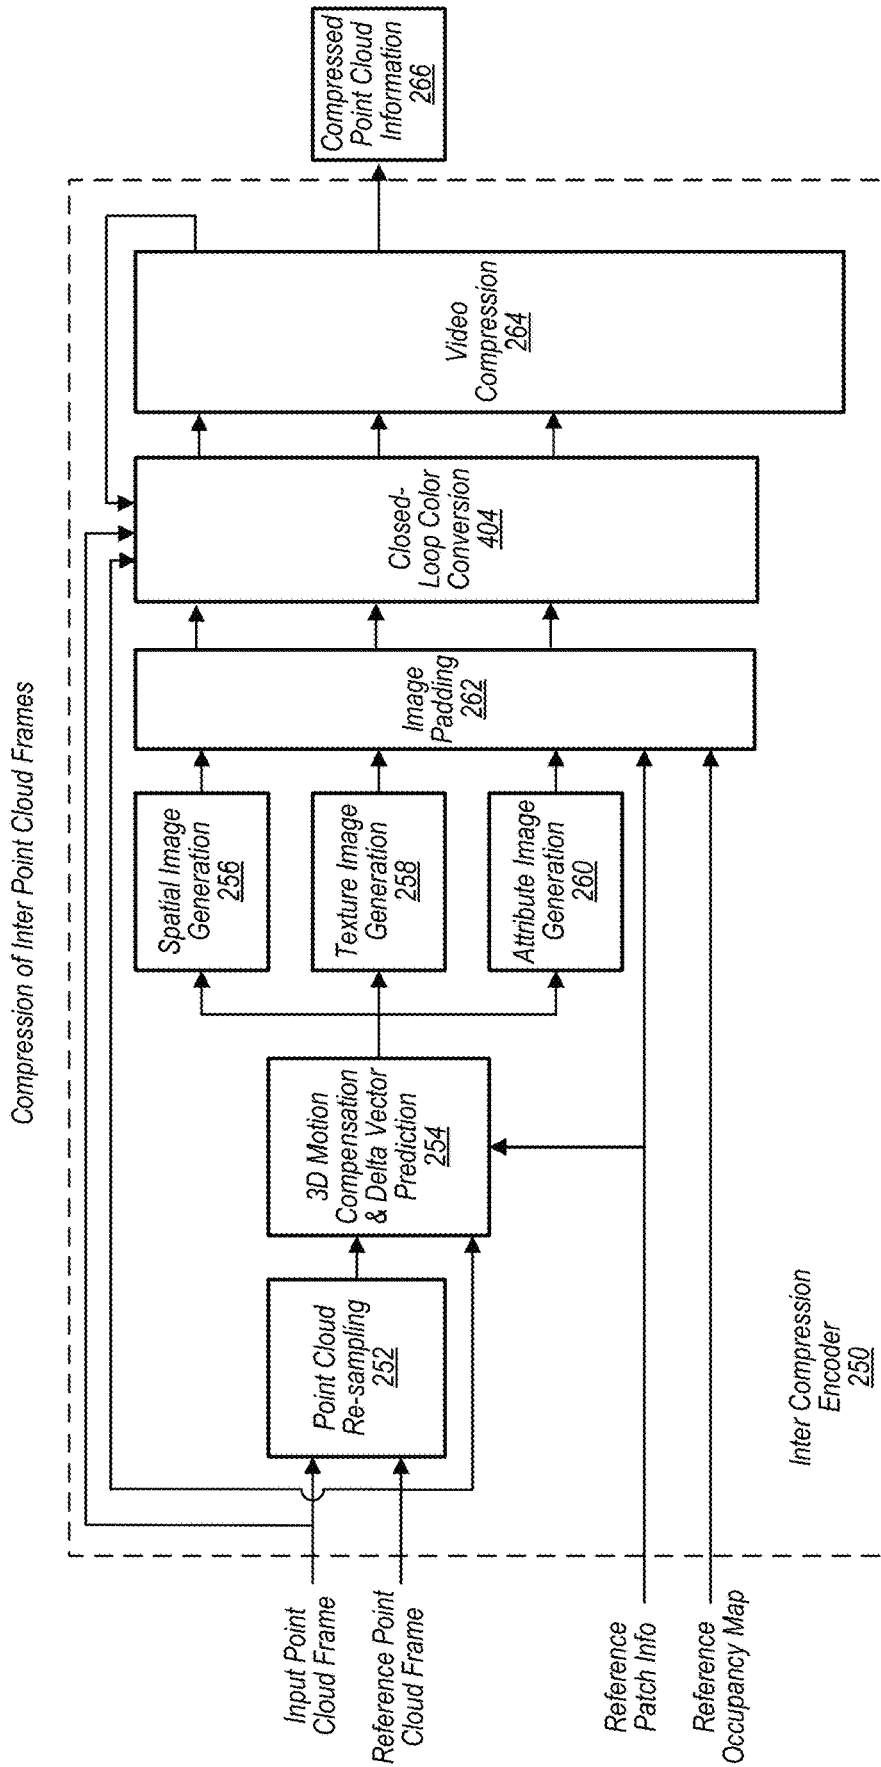 Compression of Inter Point Cloud Frames
Input Point
Cloud Frame
Reference Point
Cloud Frame
Reference
Patch Info
Reference
Occupancy Map
Point Cloud
Re-sampling
252
3D Motion
Compensation
& Delta Vector
Prediction
254
Spatial Image
Generation
256
Texture Image
Generation
258
Attribute Image
Generation
260
Image
Padding
262
Closed-
Loop Color
Conversion
404
Video
Compression
264
Compressed
Point Cloud
Information
266
Inter Compression
Encoder
250